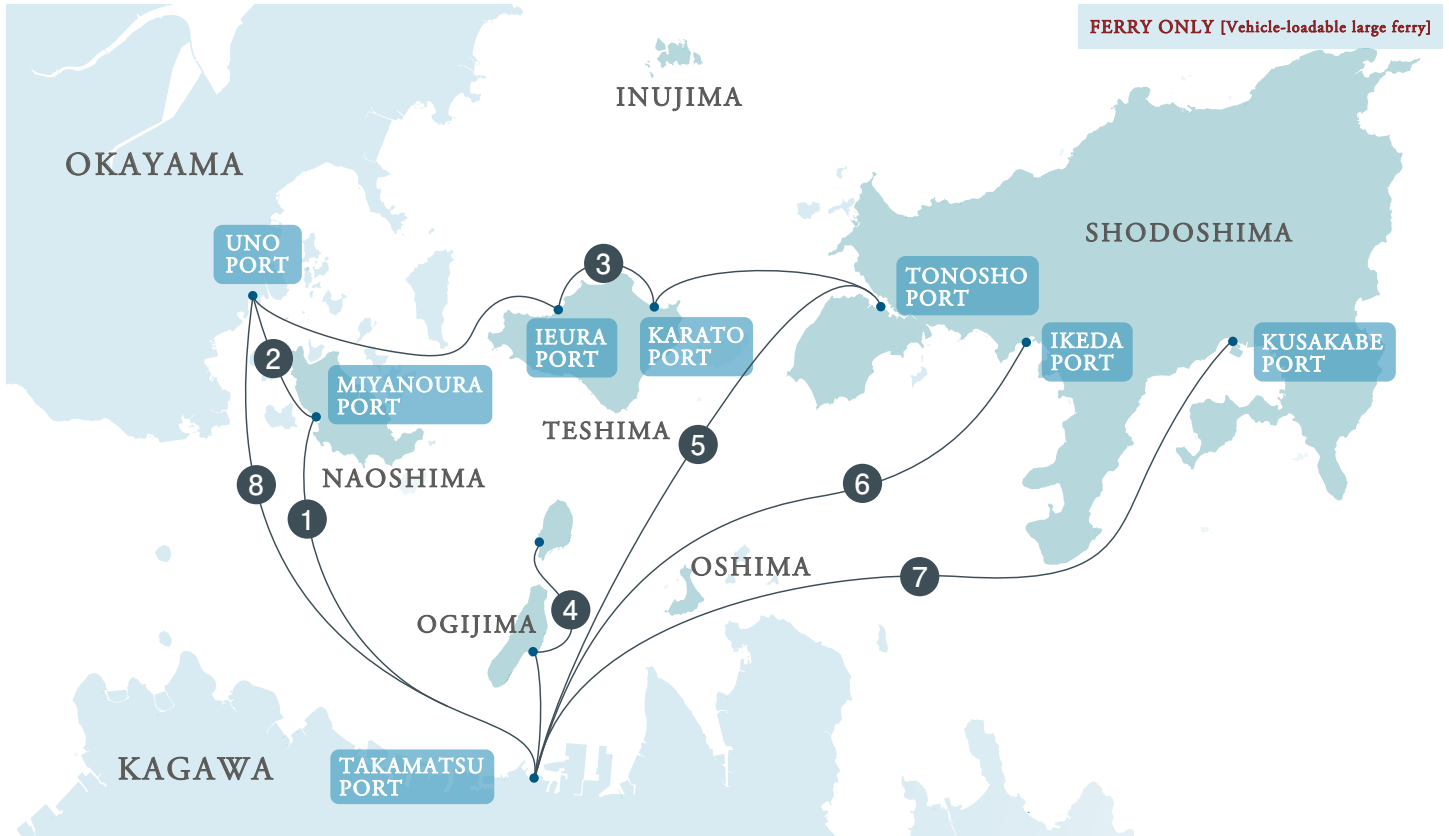 FERRY ONLY [Vehicle-loadable large ferry]
INUJIMA
OKAYAMA
SHODOSHIMA
UNO
PORT
3
TONOSHO
PORT
IEURA
PORT
KARATO
PORT
IKEDA
PORT
KUSAKABE
PORT
2
MIYANOURA
PORT
TESHIMA
5
NAOSHIMA
8
6
1
OSHIMA
7
4
OGIJIMA
KAGAWA
TAKAMATSU
PORT